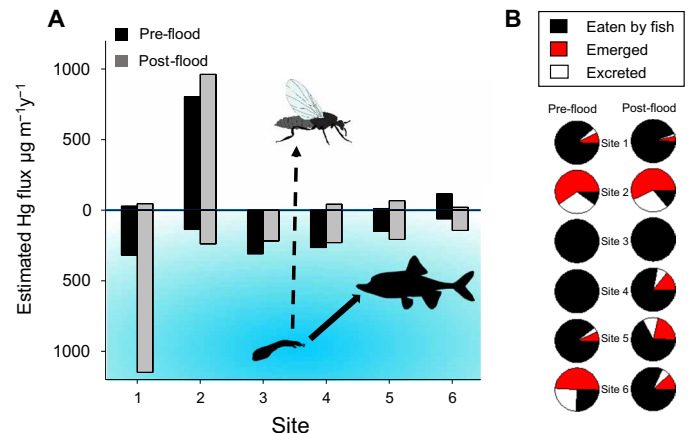 A
Pre-flood
Post-flood
Estimated Hg flux µg m⁻¹y⁻¹
1000
500
0
500
1000
1 2 3 4 5 6
Site
B
Eaten by fish
Emerged
Excreted
Pre-flood Post-flood
Site 1
Site 2
Site 3
Site 4
Site 5
Site 6